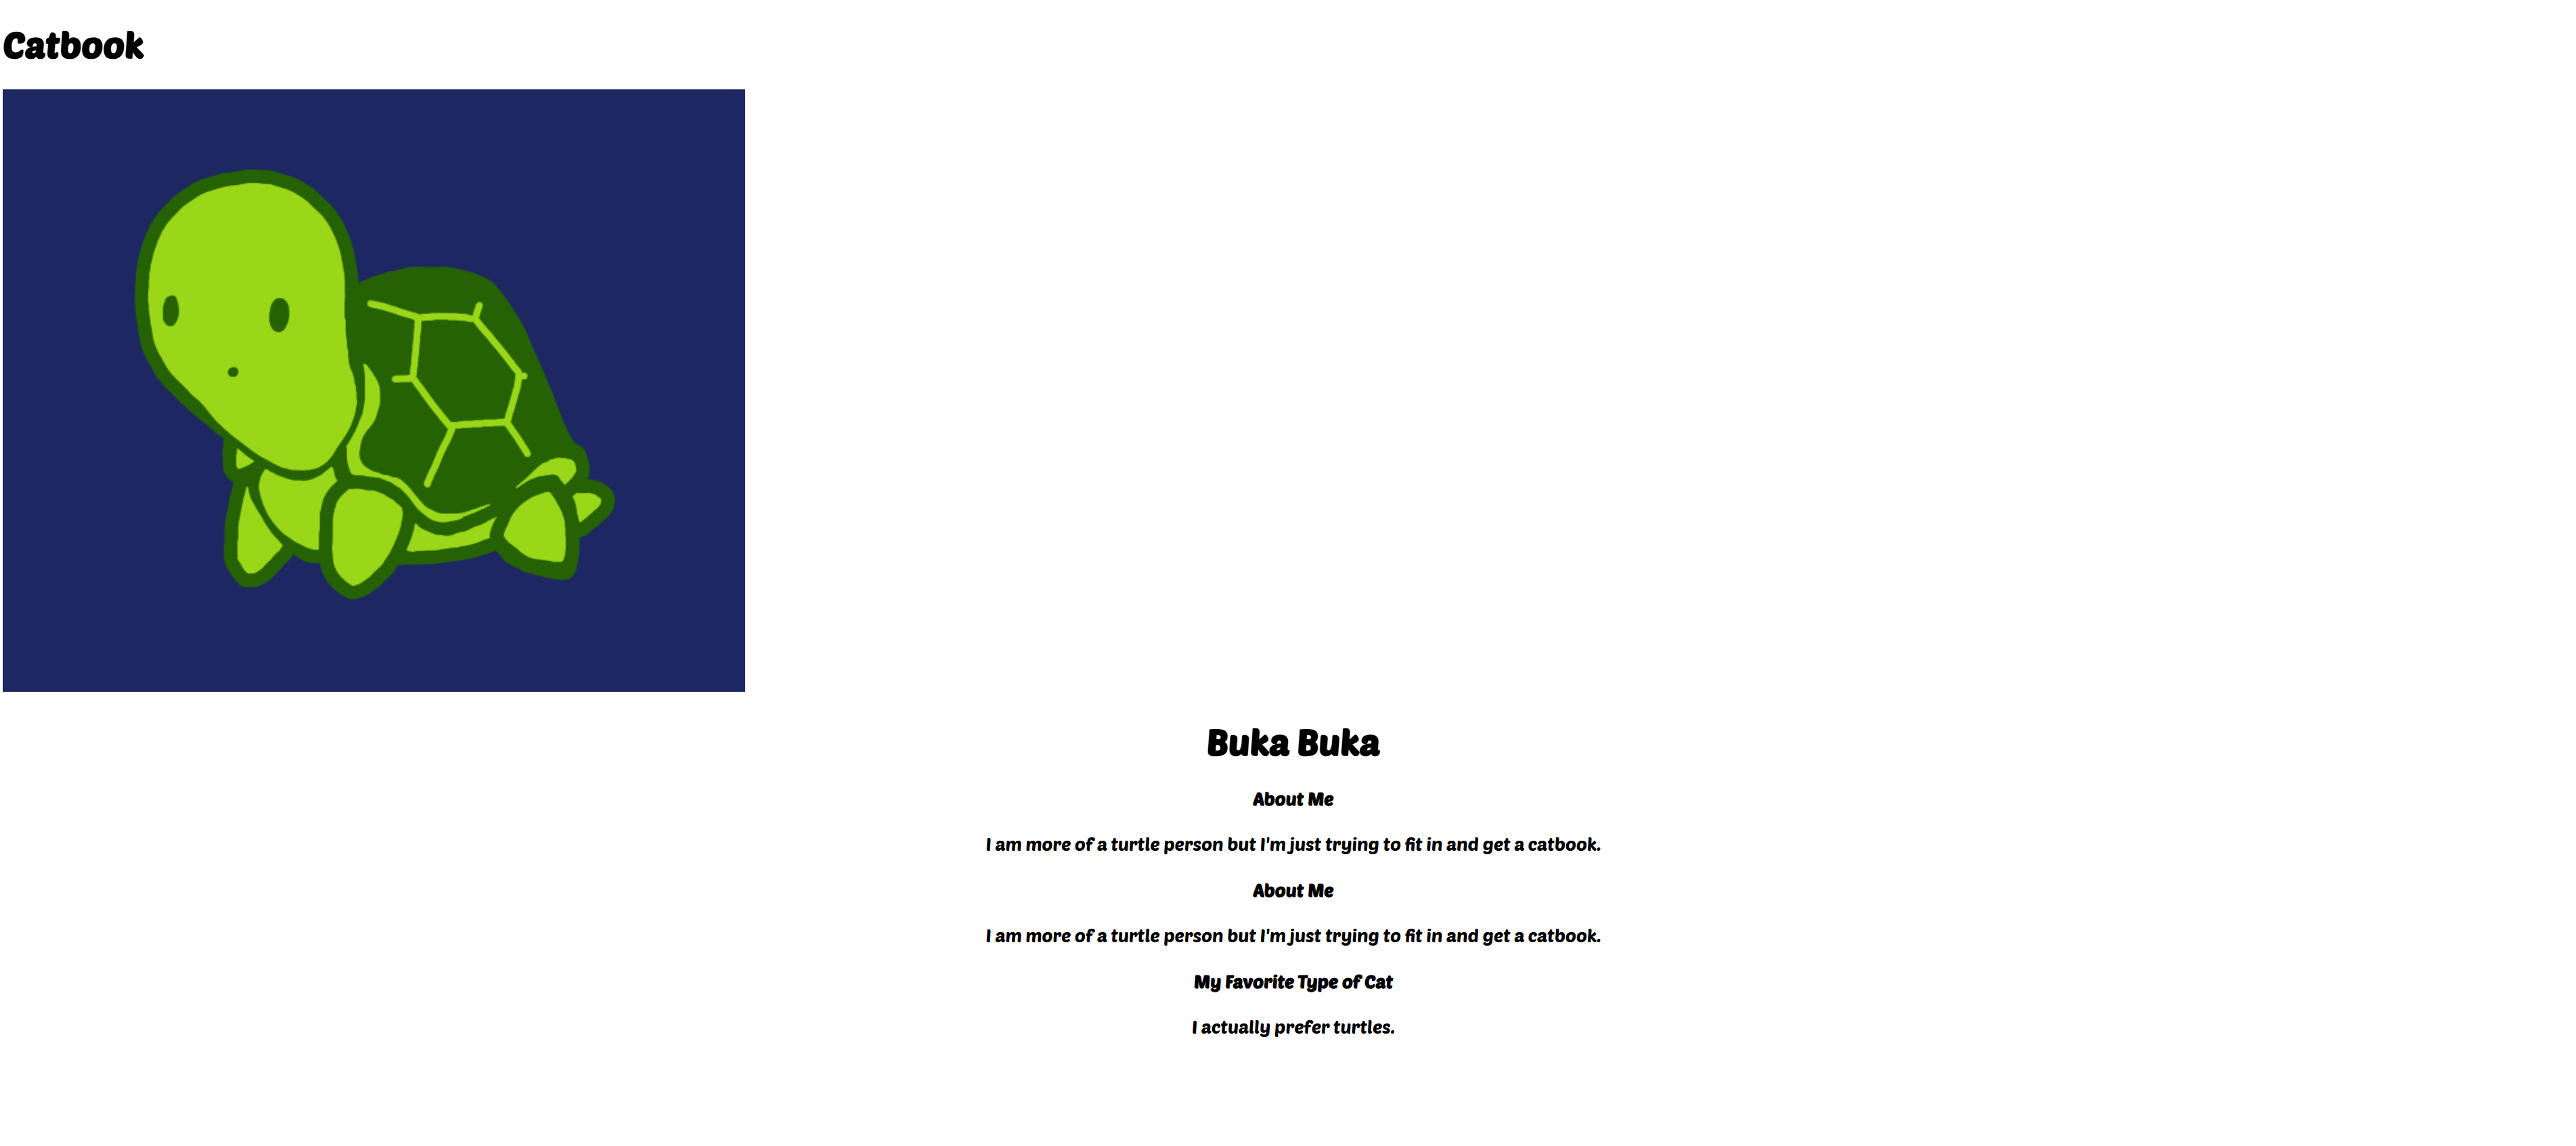 Catbook
Buka Buka
About Me
I am more of a turtle person but I'm just trying to fit in and get a catbook.
About Me
I am more of a turtle person but I'm just trying to fit in and get a catbook.
My Favorite Type of Cat
I actually prefer turtles.